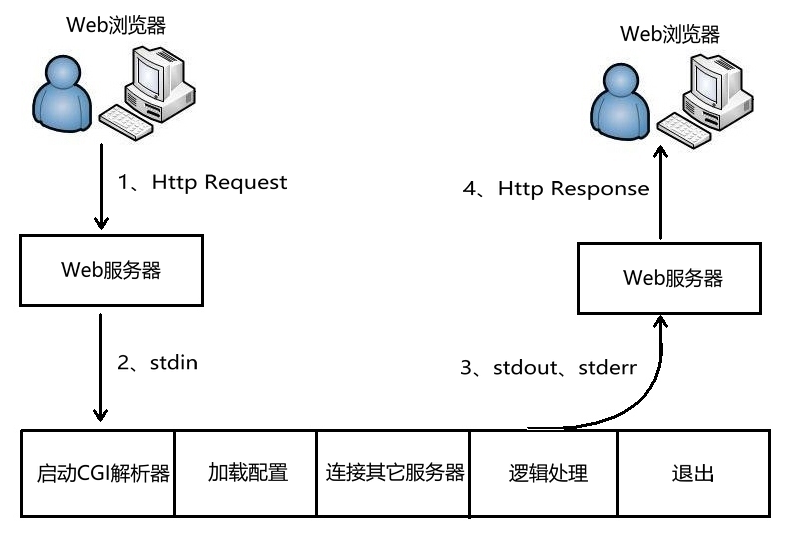 Web浏览器
Web浏览器
1、Http Request
4、Http Response
Web服务器
Web服务器
2、stdin
3、stdout、stderr
启动CGI解析器
加载配置
连接其它服务器
逻辑处理
退出